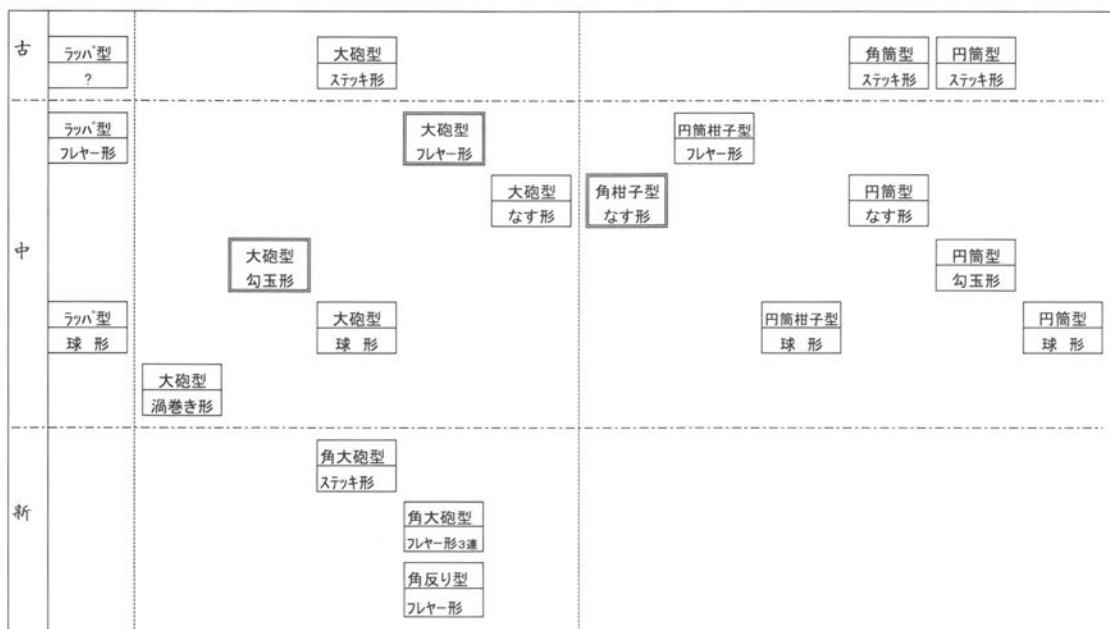 古
ラッパ型
?
大砲型
ステッキ形
角筒型
ステッキ形
円筒型
ステッキ形
中
ラッパ型
フレヤー形
大砲型
フレヤー形
円筒柑子型
フレヤー形
大砲型
なす形
角柑子型
なす形
円筒型
なす形
大砲型
勾玉形
円筒型
勾玉形
ラッパ型
球 形
大砲型
球 形
円筒柑子型
球 形
円筒型
球 形
大砲型
渦巻き形
新
角大砲型
ステッキ形
角大砲型
フレヤー形3連
角反り型
フレヤー形